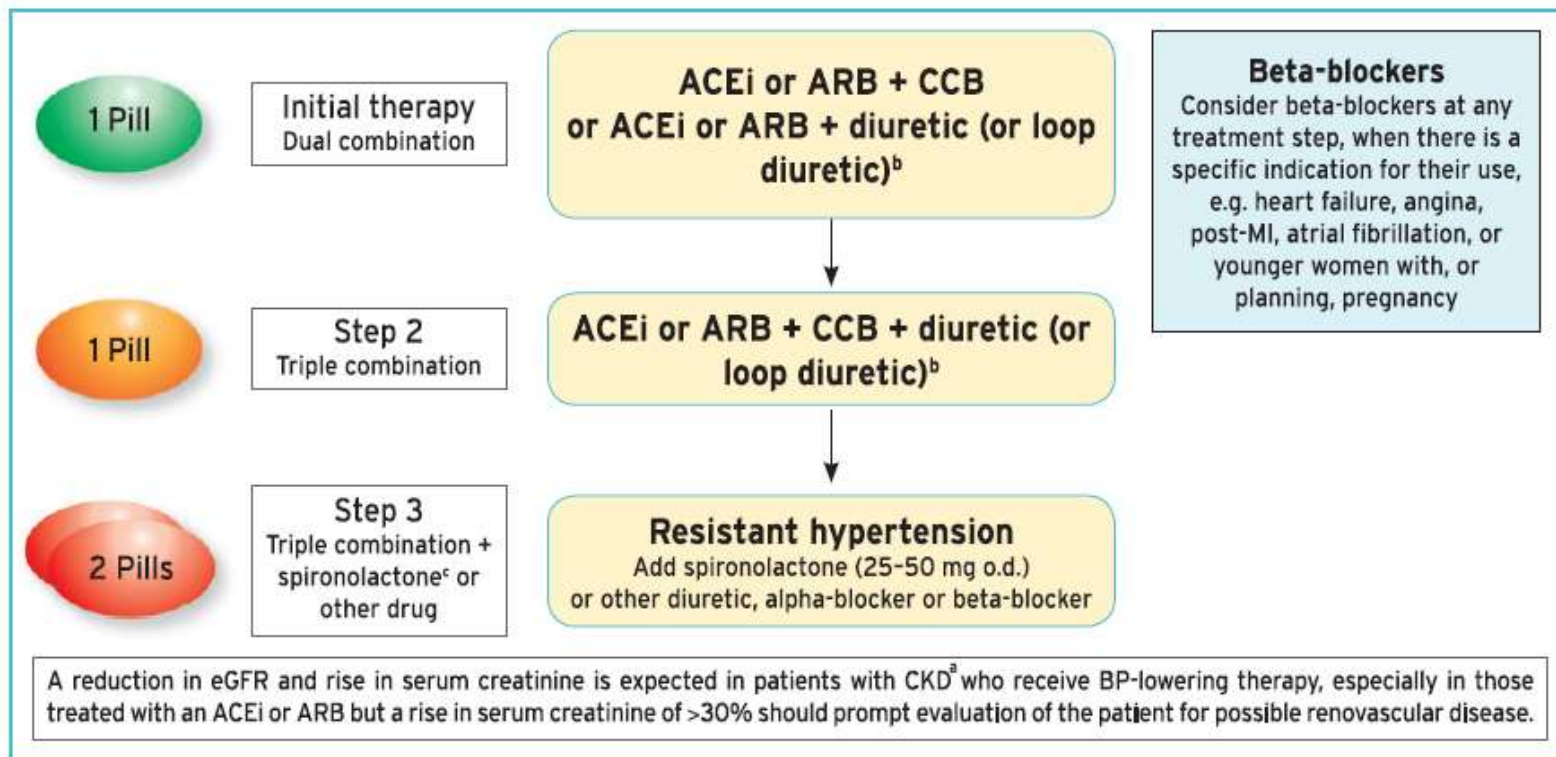 1 Pill
Initial therapy
Dual combination
ACEi or ARB + CCB
or ACEi or ARB + diuretic (or loop
diuretic)ᵇ
Beta-blockers
Consider beta-blockers at any
treatment step, when there is a
specific indication for their use,
e.g. heart failure, angina,
post-MI, atrial fibrillation, or
younger women with, or
planning, pregnancy
1 Pill
Step 2
Triple combination
ACEi or ARB + CCB + diuretic (or
loop diuretic)ᵇ
2 Pills
Step 3
Triple combination +
spironolactoneᶜ or
other drug
Resistant hypertension
Add spironolactone (25–50 mg o.d.)
or other diuretic, alpha-blocker or beta-blocker
A reduction in eGFR and rise in serum creatinine is expected in patients with CKDᵃ who receive BP-lowering therapy, especially in those
treated with an ACEi or ARB but a rise in serum creatinine of >30% should prompt evaluation of the patient for possible renovascular disease.